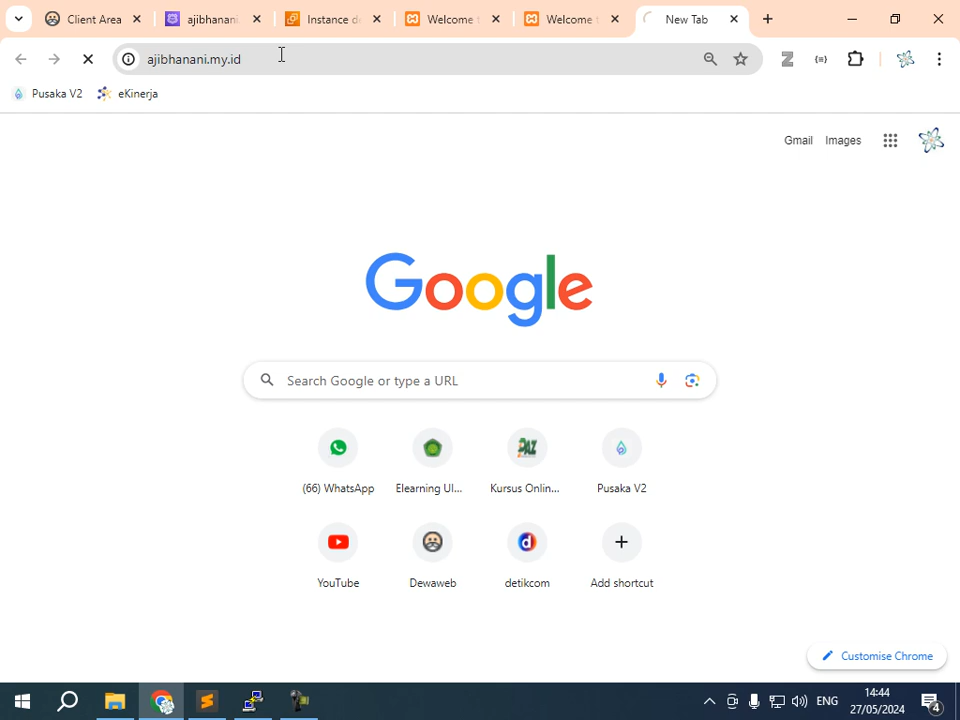 Client Area
ajibhanani
Instance de
Welcome t
Welcome t
New Tab
ajibhanani.my.id
Pusaka V2
eKinerja
Gmail
Images
Google
Search Google or type a URL
(66) WhatsApp
Elearning UI...
Kursus Onlin...
Pusaka V2
YouTube
Dewaweb
detikcom
Add shortcut
Customise Chrome
ENG
14:44
27/05/2024
4